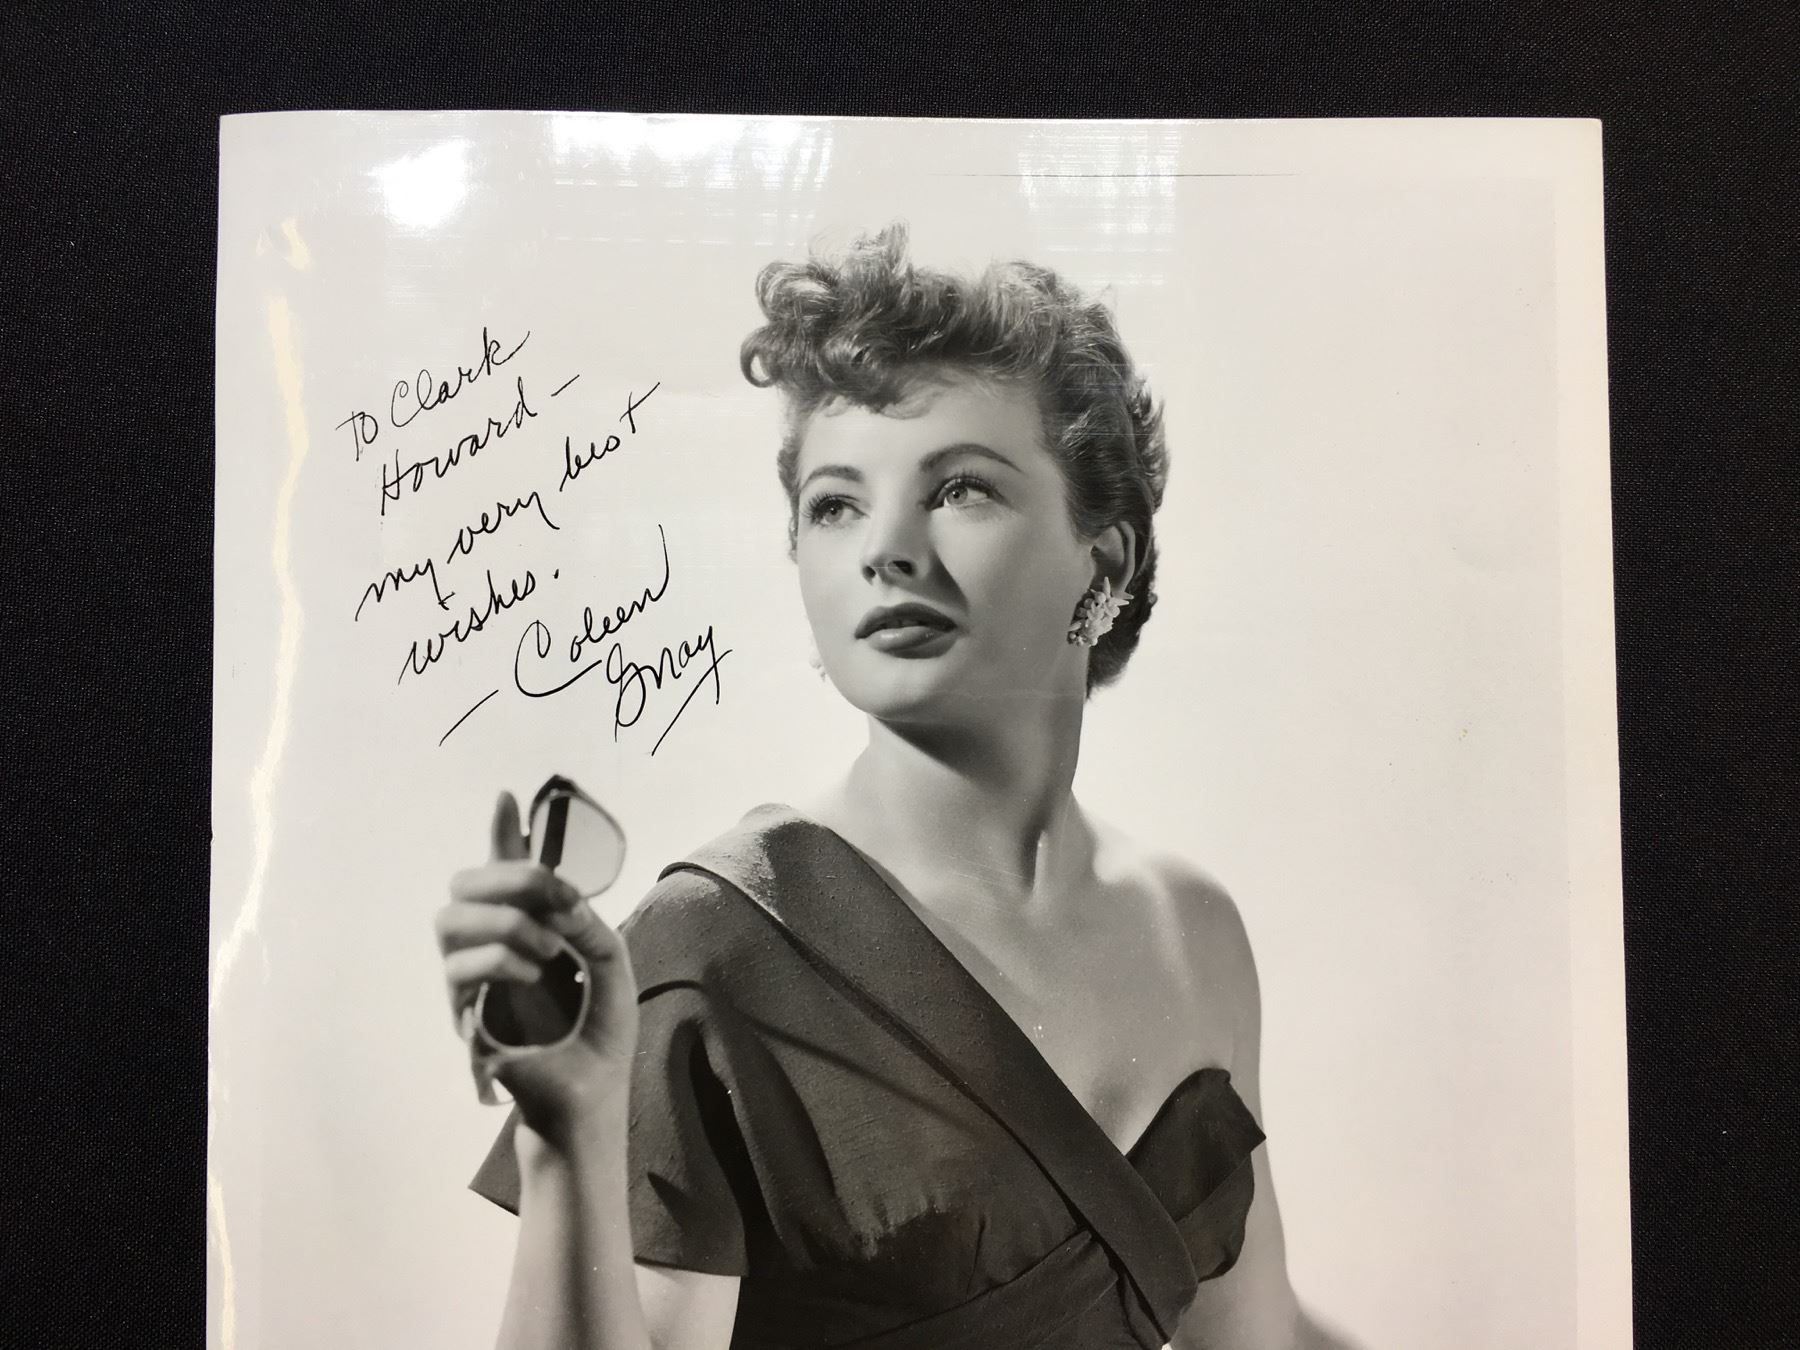 To Clark
Howard —
my very best
wishes.
— Coleen
Gray